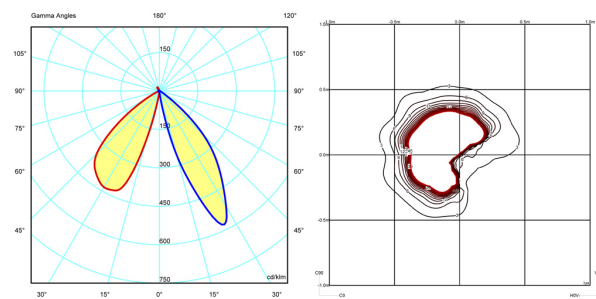 Gamma Angles 180° 120°
-1.0m -0.5m 0.0m 0.5m 1.0m
105° 150 105°
90° 90°
75° 150 75°
60° 300 60°
45° 450 45°
600
750 cd/klm
30° 15° 0° 15° 30°
0.5m
0.0m
-0.5m
-1.0m
C90
C0 H0V